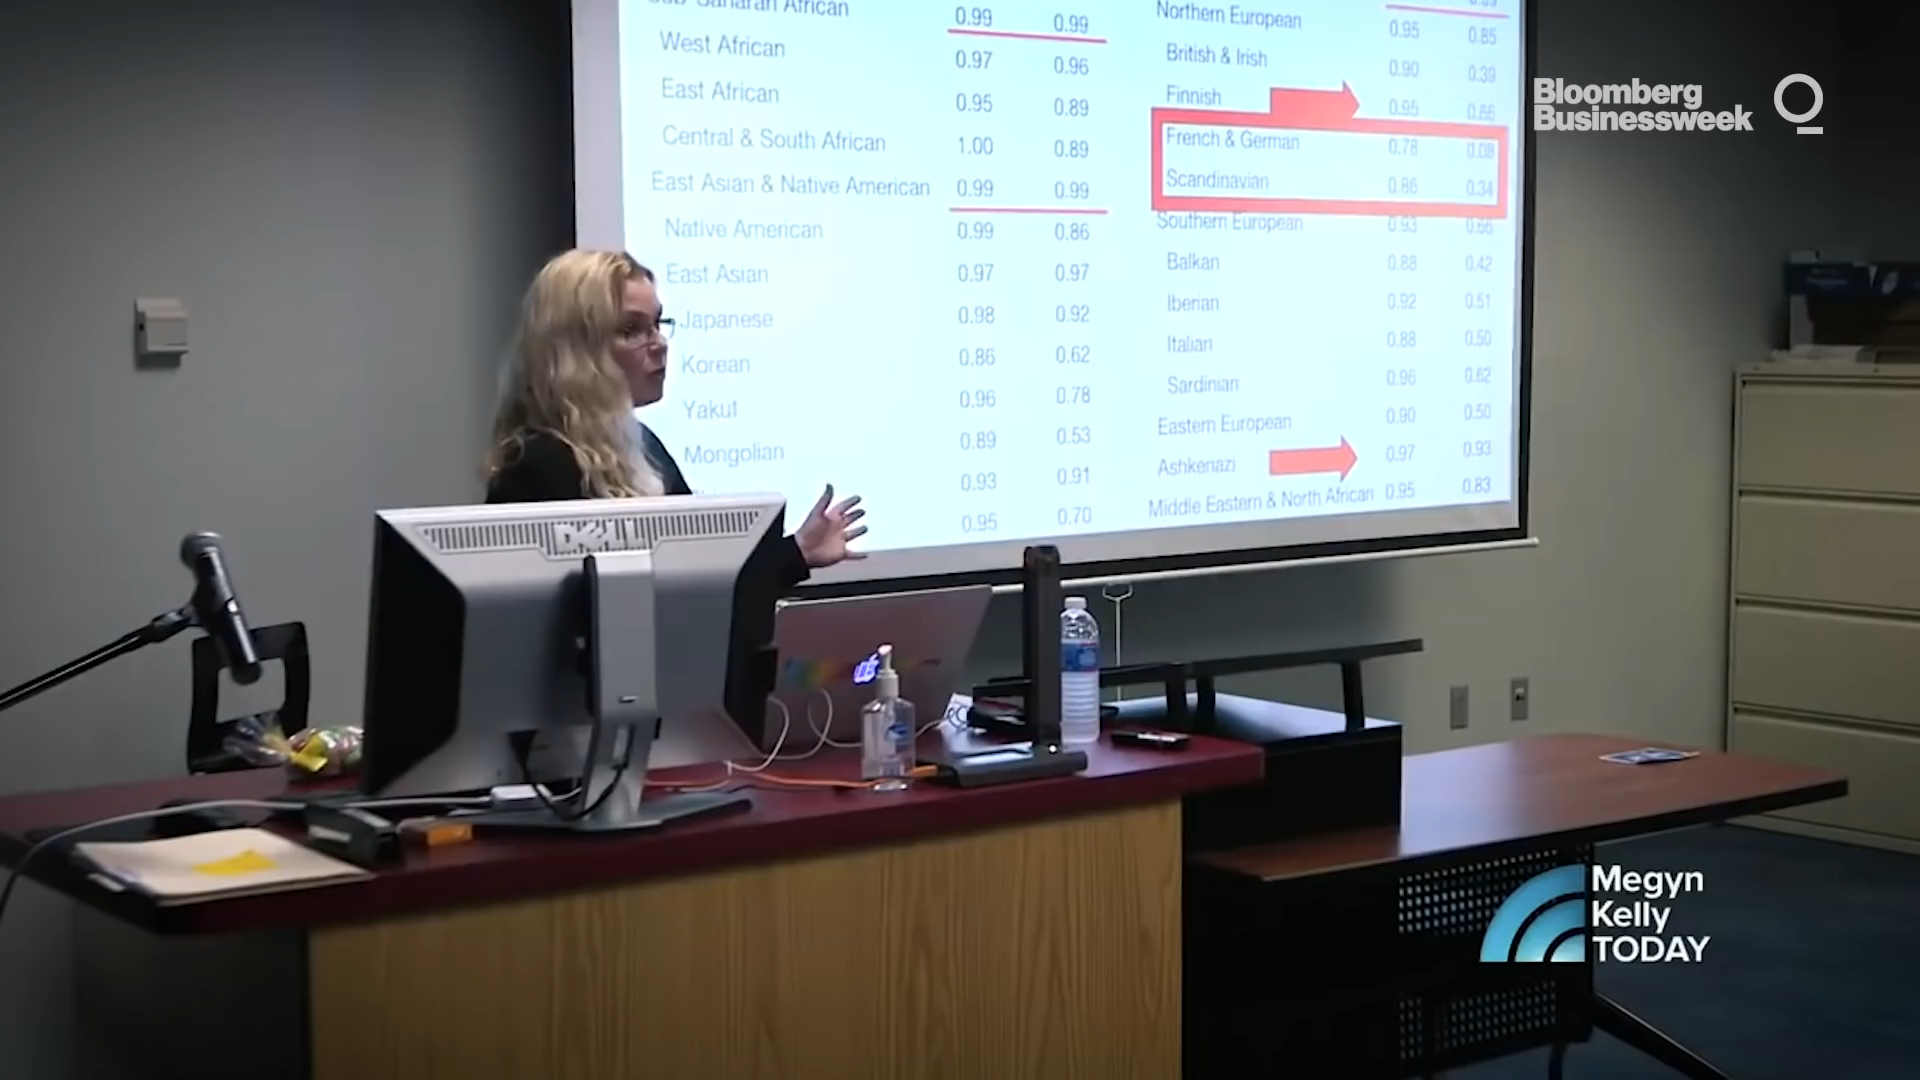 Sub-Saharan African 0.99 0.99
West African 0.97 0.96
East African 0.95 0.89
Central & South African 1.00 0.89
East Asian & Native American 0.99 0.99
Native American 0.99 0.86
East Asian 0.97 0.97
Japanese 0.98 0.92
Korean 0.86 0.62
Yakut 0.96 0.78
Mongolian 0.89 0.53
0.93 0.91
0.95 0.70
Northern European 0.95 0.85
British & Irish 0.90 0.39
Finnish 0.95 0.66
French & German 0.78 0.08
Scandinavian 0.86 0.34
Southern European 0.93 0.66
Balkan 0.88 0.42
Iberian 0.92 0.51
Italian 0.88 0.50
Sardinian 0.96 0.62
Eastern European 0.90 0.50
Ashkenazi 0.97 0.93
Middle Eastern & North African 0.95 0.83
Bloomberg
Businessweek
DELL
Megyn
Kelly
TODAY